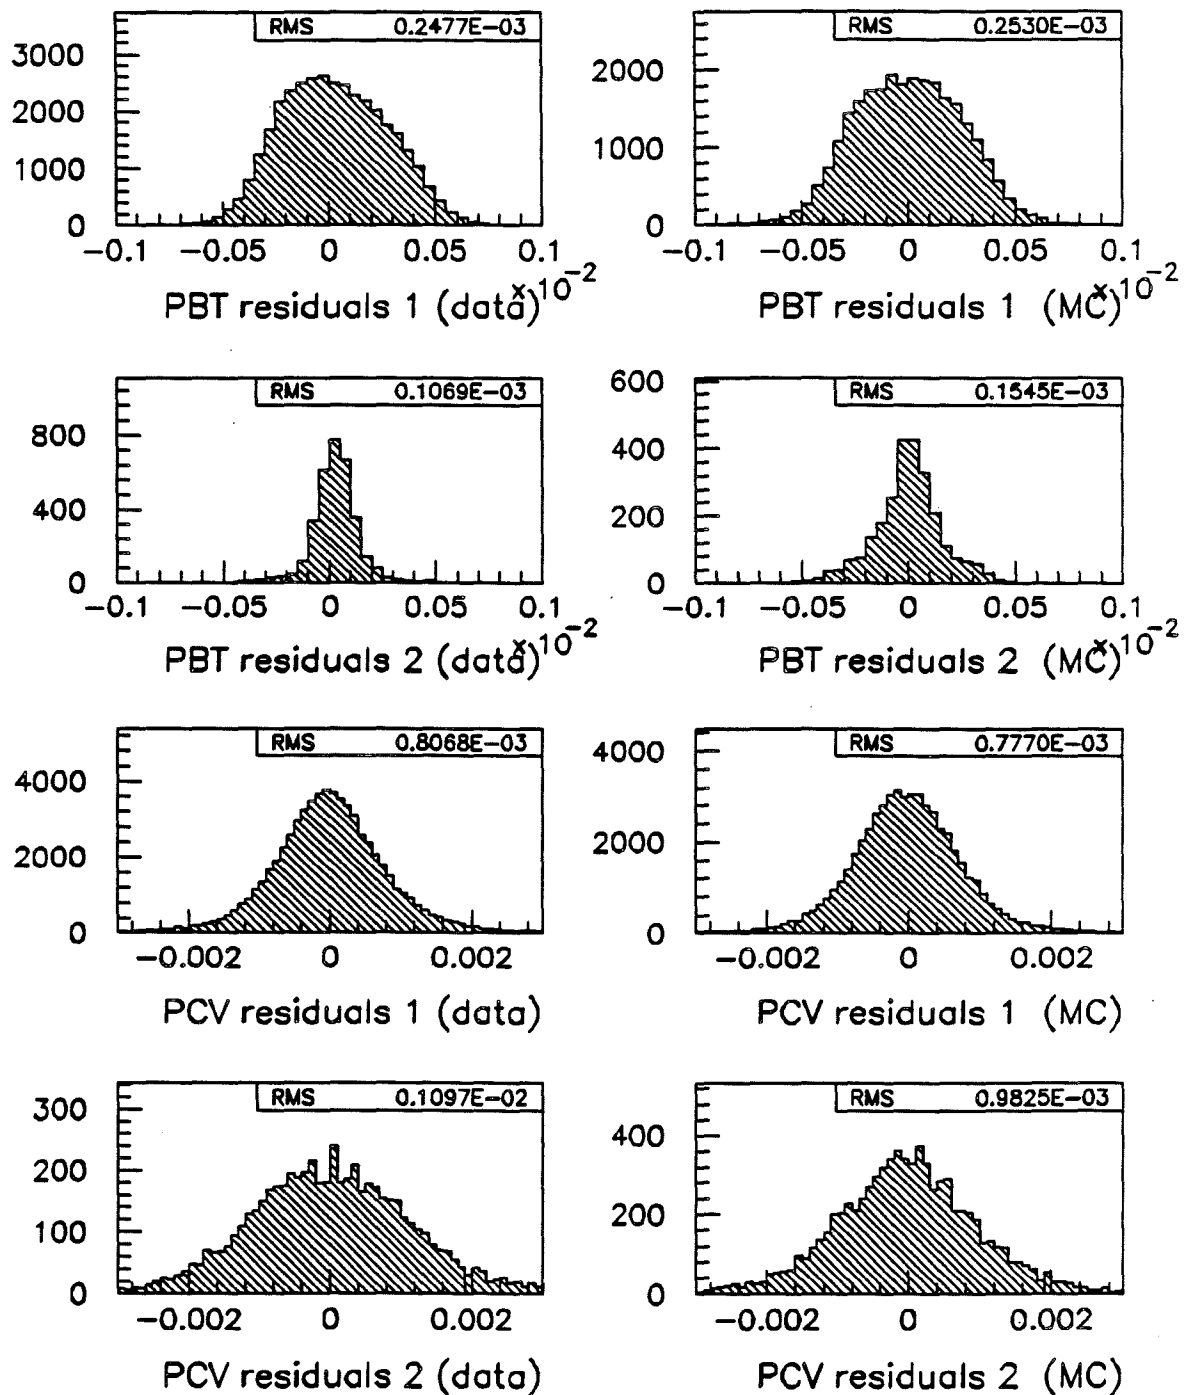 RMS 0.2477E-03
3000
2000
1000
0
-0.1 -0.05 0 0.05 0.1
x10-2
PBT residuals 1 (data)
RMS 0.2530E-03
2000
1000
0
-0.1 -0.05 0 0.05 0.1
x10-2
PBT residuals 1 (MC)
RMS 0.1069E-03
800
400
0
-0.1 -0.05 0 0.05 0.1
x10-2
PBT residuals 2 (data)
RMS 0.1545E-03
600
400
200
0
-0.1 -0.05 0 0.05 0.1
x10-2
PBT residuals 2 (MC)
RMS 0.8068E-03
4000
2000
0
-0.002 0 0.002
PCV residuals 1 (data)
RMS 0.7770E-03
4000
2000
0
-0.002 0 0.002
PCV residuals 1 (MC)
RMS 0.1097E-02
300
200
100
0
-0.002 0 0.002
PCV residuals 2 (data)
RMS 0.9825E-03
400
200
0
-0.002 0 0.002
PCV residuals 2 (MC)